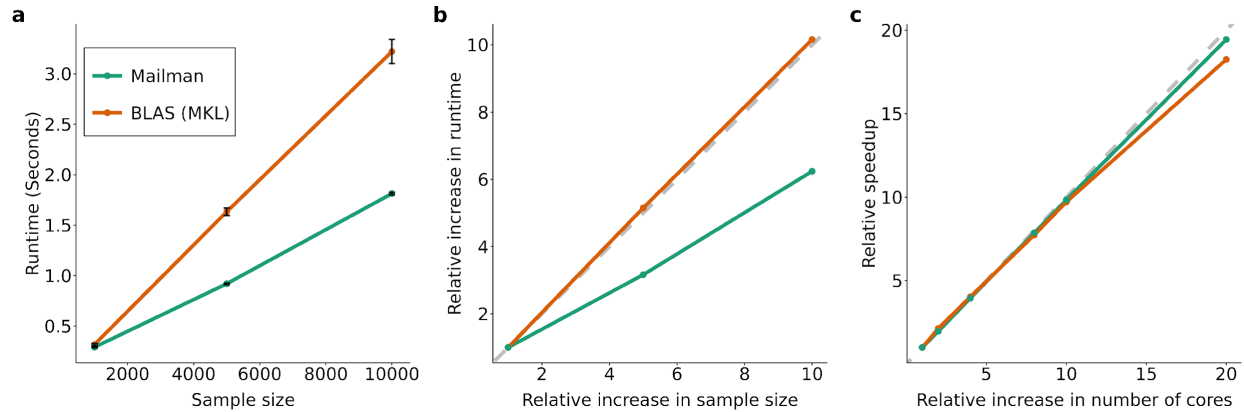 a
Runtime (Seconds)
3.0
2.5
2.0
1.5
1.0
0.5
Mailman
BLAS (MKL)
2000 4000 6000 8000 10000
Sample size
b
Relative increase in runtime
10
8
6
4
2
2 4 6 8 10
Relative increase in sample size
c
Relative speedup
20
15
10
5
5 10 15 20
Relative increase in number of cores